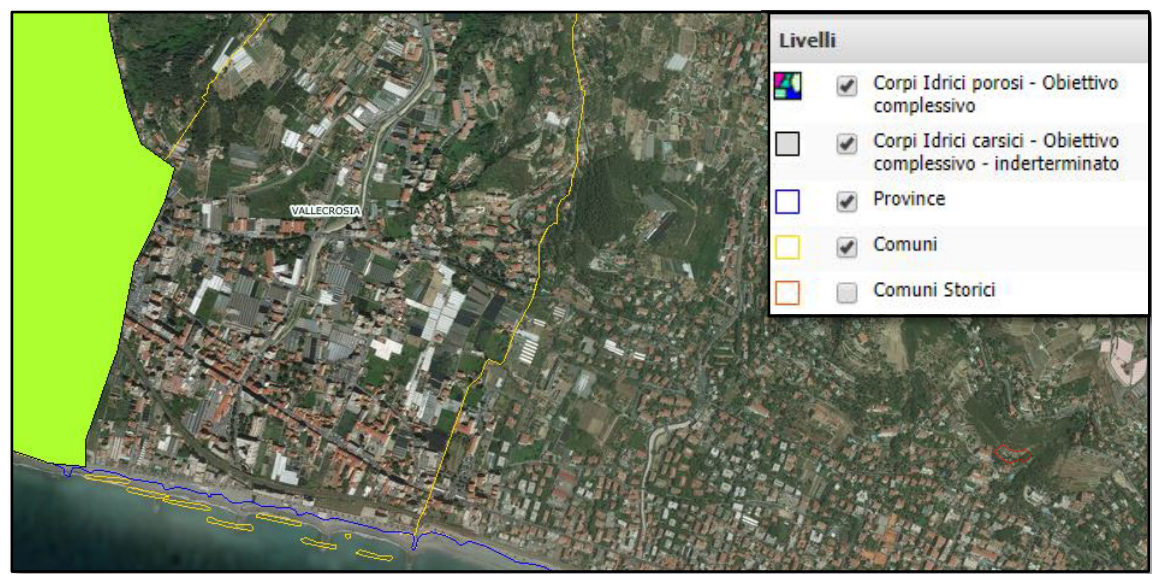 Livelli
Corpi Idrici porosi - Obiettivo
complessivo
Corpi Idrici carsici - Obiettivo
complessivo - inderterminato
Province
Comuni
Comuni Storici
VALLECROSIA